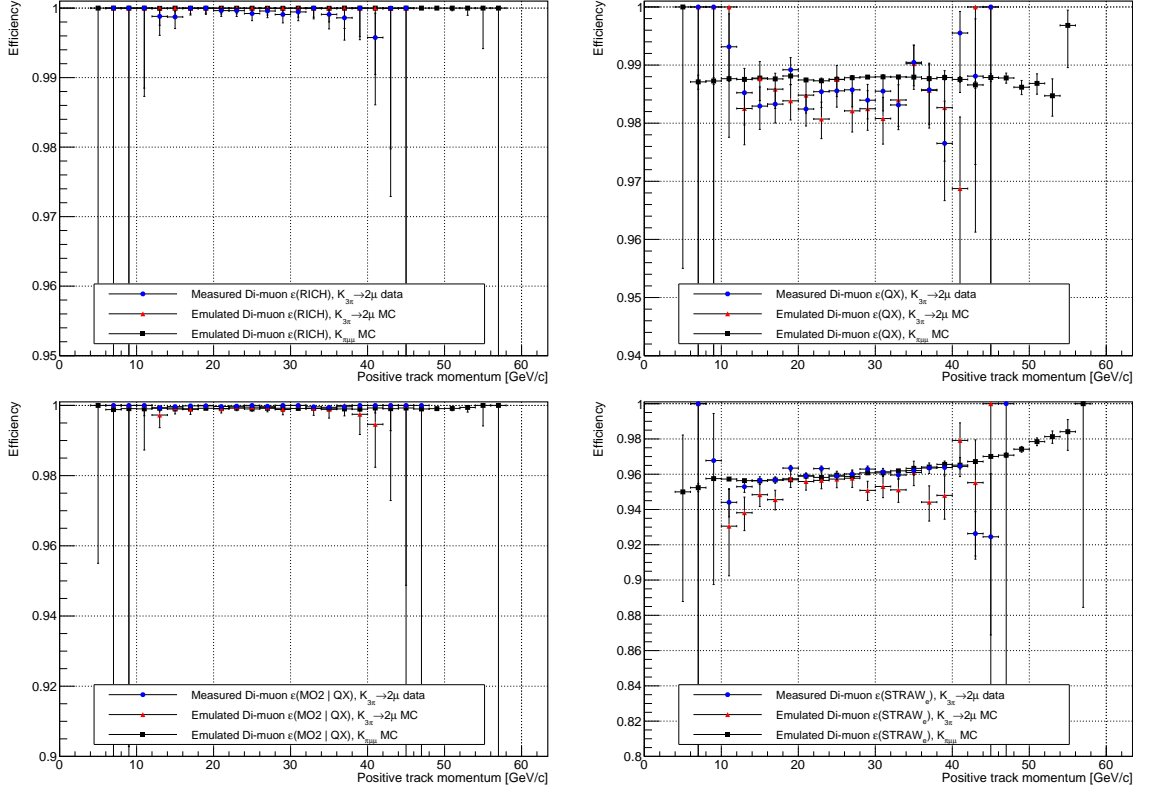 Efficiency
1
0.99
0.98
0.97
0.96
0.95
Measured Di-muon ε(RICH), K3π→2μ data
Emulated Di-muon ε(RICH), K3π→2μ MC
Emulated Di-muon ε(RICH), Kπμμ MC
0 10 20 30 40 50 60
Positive track momentum [GeV/c]
Efficiency
1
0.99
0.98
0.97
0.96
0.95
0.94
Measured Di-muon ε(QX), K3π→2μ data
Emulated Di-muon ε(QX), K3π→2μ MC
Emulated Di-muon ε(QX), Kπμμ MC
0 10 20 30 40 50 60
Positive track momentum [GeV/c]
Efficiency
1
0.98
0.96
0.94
0.92
0.9
Measured Di-muon ε(MO2 | QX), K3π→2μ data
Emulated Di-muon ε(MO2 | QX), K3π→2μ MC
Emulated Di-muon ε(MO2 | QX), Kπμμ MC
0 10 20 30 40 50 60
Positive track momentum [GeV/c]
Efficiency
1
0.98
0.96
0.94
0.92
0.9
0.88
0.86
0.84
0.82
0.8
Measured Di-muon ε(STRAWe), K3π→2μ data
Emulated Di-muon ε(STRAWe), K3π→2μ MC
Emulated Di-muon ε(STRAWe), Kπμμ MC
0 10 20 30 40 50 60
Positive track momentum [GeV/c]